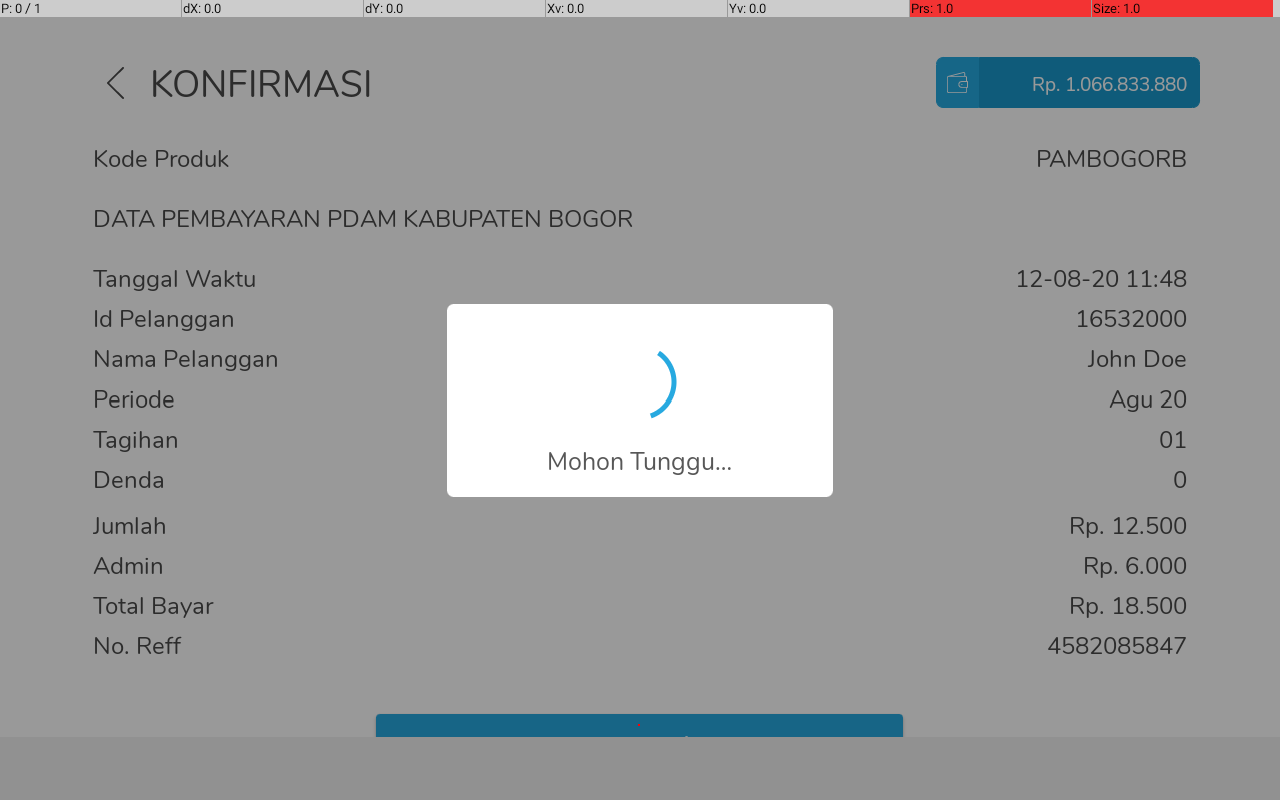 P: 0 / 1 dX: 0.0 dY: 0.0 Xv: 0.0 Yv: 0.0 Prs: 1.0 Size: 1.0
KONFIRMASI Rp. 1.066.833.880
Kode Produk PAMBOGORB
DATA PEMBAYARAN PDAM KABUPATEN BOGOR
Tanggal Waktu 12-08-20 11:48
Id Pelanggan 16532000
Nama Pelanggan John Doe
Periode Agu 20
Tagihan 01
Denda 0
Mohon Tunggu...
Jumlah Rp. 12.500
Admin Rp. 6.000
Total Bayar Rp. 18.500
No. Reff 4582085847